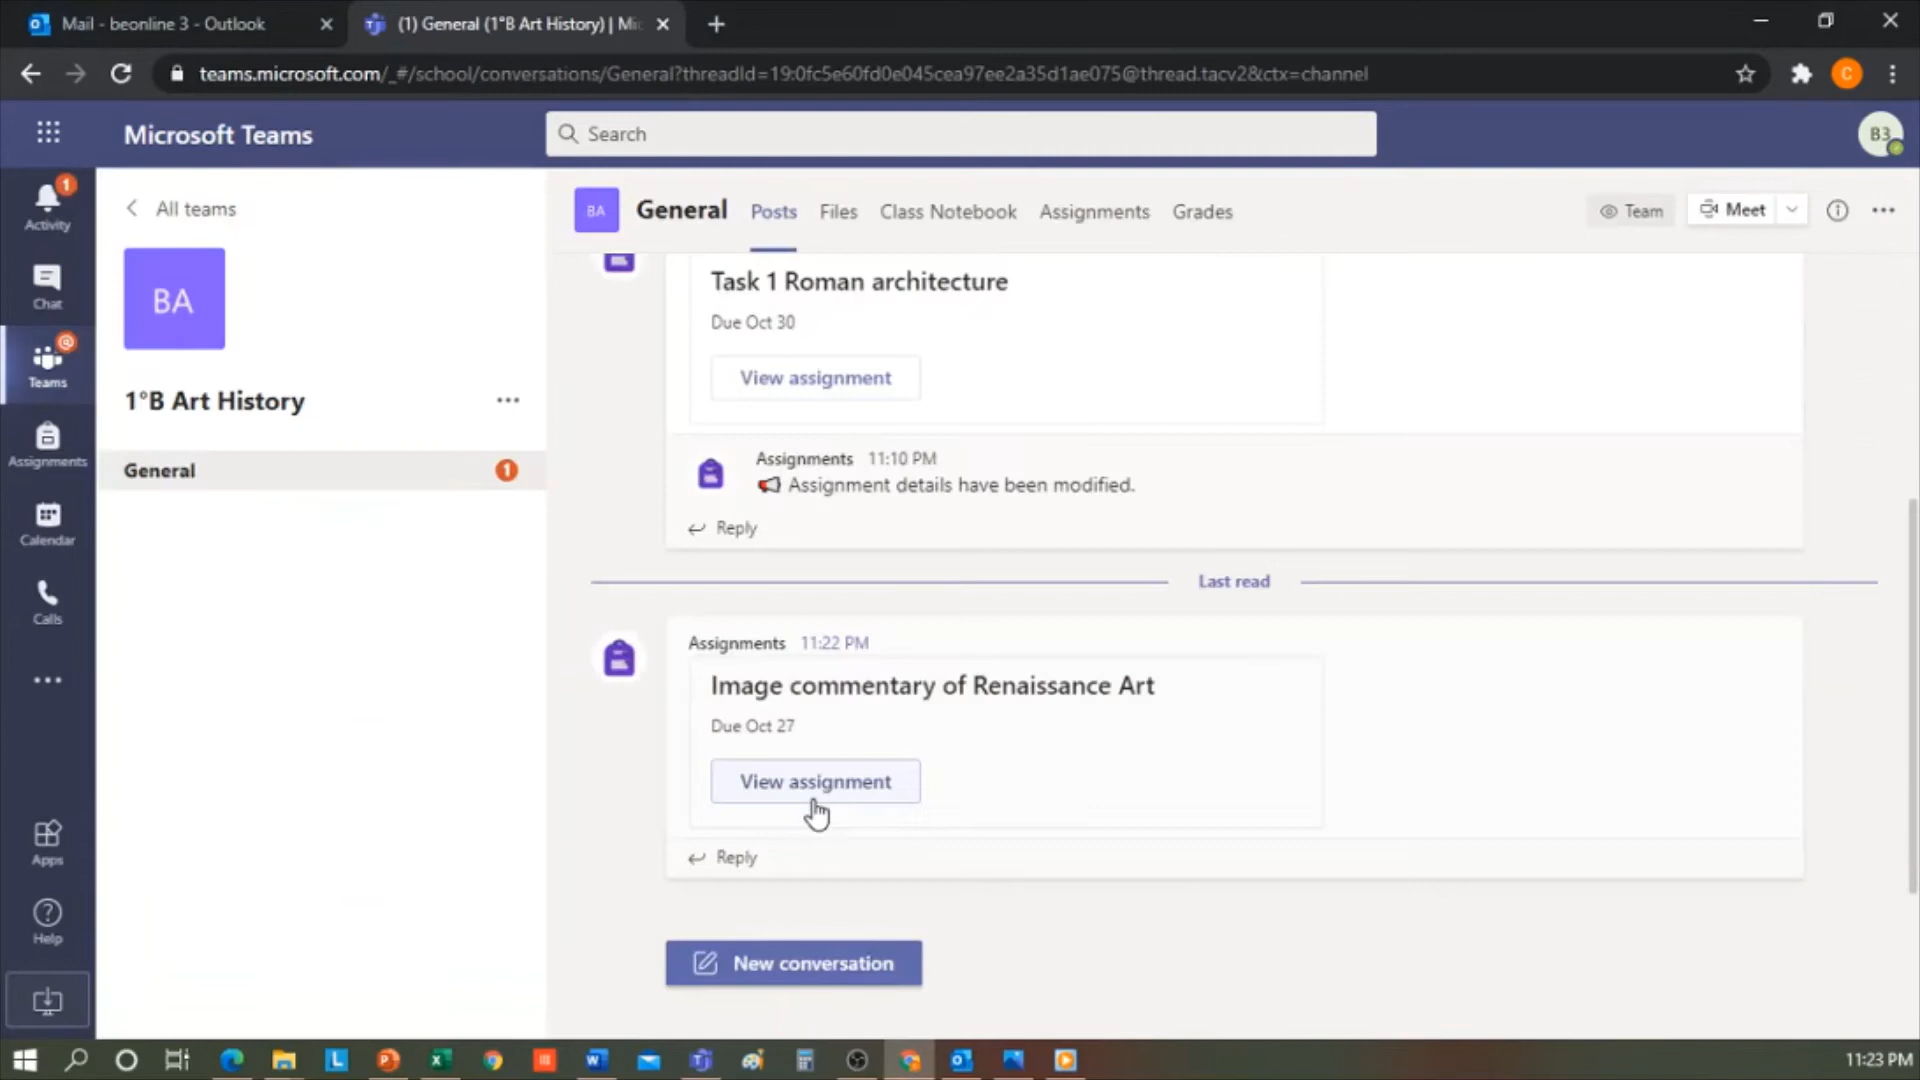 Mail - beonline 3 - Outlook
(1) General (1°B Art History) | Mi
teams.microsoft.com/_#/school/conversations/General?threadId=19:0fc5e60fd0e045cea97ee2a35d1ae075@thread.tacv2&ctx=channel
C
Microsoft Teams
Search
B3
1
Activity
Chat
Teams
Assignments
Calendar
Calls
Apps
Help
All teams
BA
1°B Art History
General
1
BA
General
Posts
Files
Class Notebook
Assignments
Grades
Team
Meet
Task 1 Roman architecture
Due Oct 30
View assignment
Assignments 11:10 PM
Assignment details have been modified.
Reply
Last read
Assignments 11:22 PM
Image commentary of Renaissance Art
Due Oct 27
View assignment
Reply
New conversation
11:23 PM